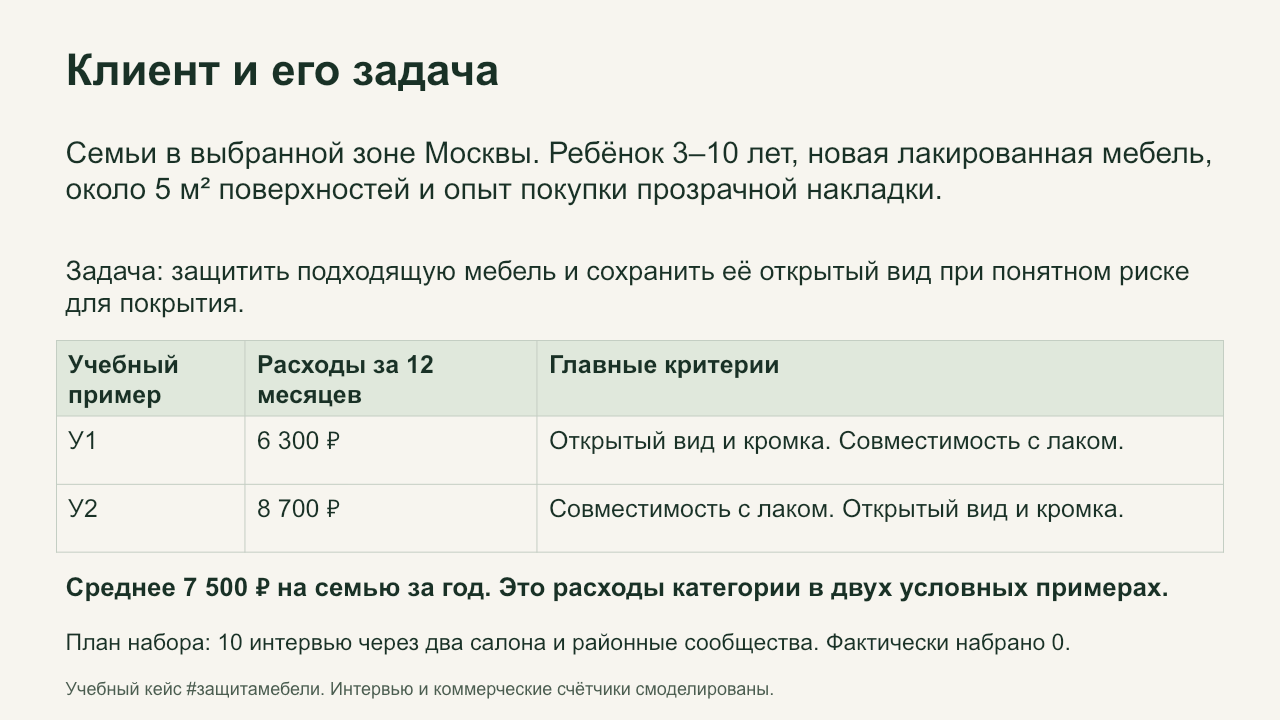 Клиент и его задача
Семьи в выбранной зоне Москвы. Ребёнок 3–10 лет, новая лакированная мебель,
около 5 м² поверхностей и опыт покупки прозрачной накладки.
Задача: защитить подходящую мебель и сохранить её открытый вид при понятном риске
для покрытия.
Учебный пример
Расходы за 12 месяцев
Главные критерии
У1
6 300 ₽
Открытый вид и кромка. Совместимость с лаком.
У2
8 700 ₽
Совместимость с лаком. Открытый вид и кромка.
Среднее 7 500 ₽ на семью за год. Это расходы категории в двух условных примерах.
План набора: 10 интервью через два салона и районные сообщества. Фактически набрано 0.
Учебный кейс #защитамебели. Интервью и коммерческие счётчики смоделированы.